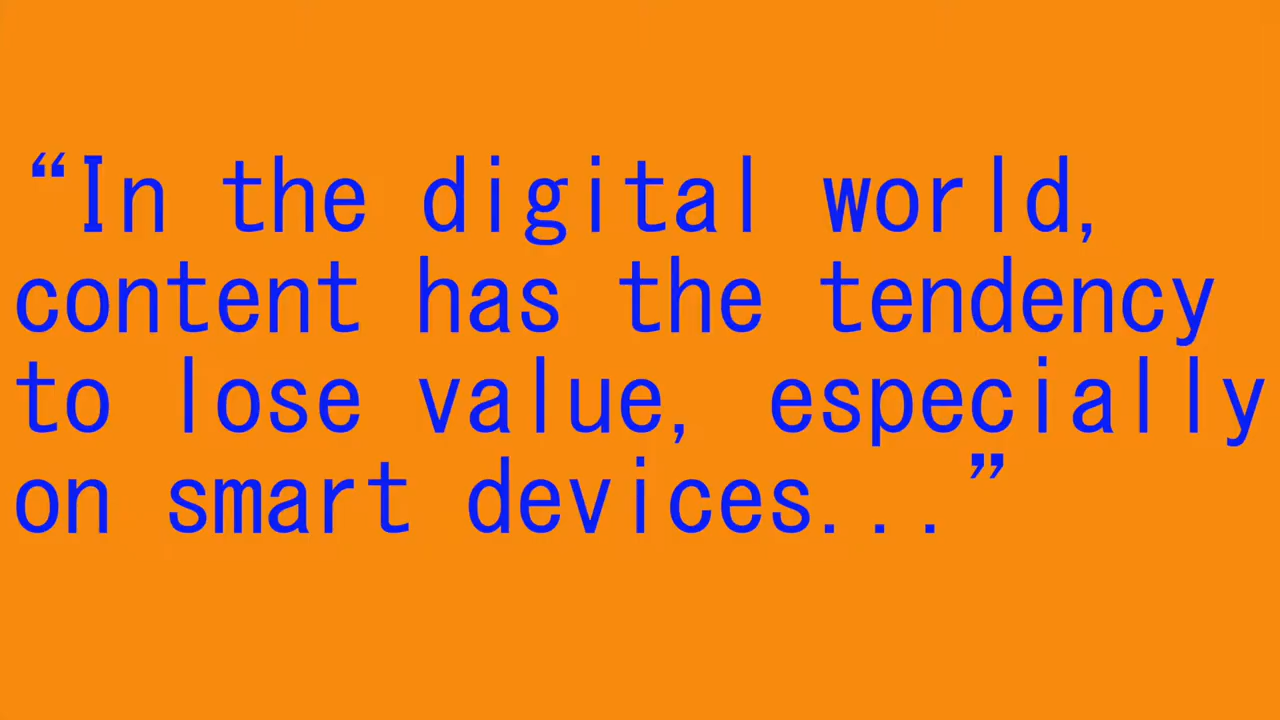 “In the digital world,
content has the tendency
to lose value, especially
on smart devices...”